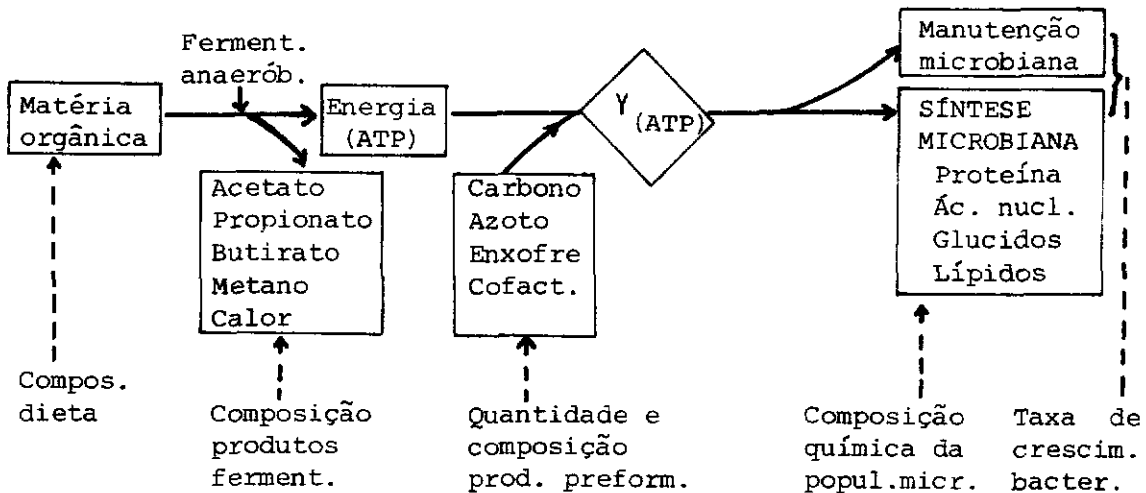 Ferment.
anaerób.
Matéria
orgânica
Energia
(ATP)
Y(ATP)
Manutenção
microbiana
SÍNTESE
MICROBIANA
Proteína
Ác. nucl.
Glucidos
Lípidos
Acetato
Propionato
Butirato
Metano
Calor
Carbono
Azoto
Enxofre
Cofact.
Compos.
dieta
Composição
produtos
ferment.
Quantidade e
composição
prod. preform.
Composição
química da
popul.micr.
Taxa de
crescim.
bacter.